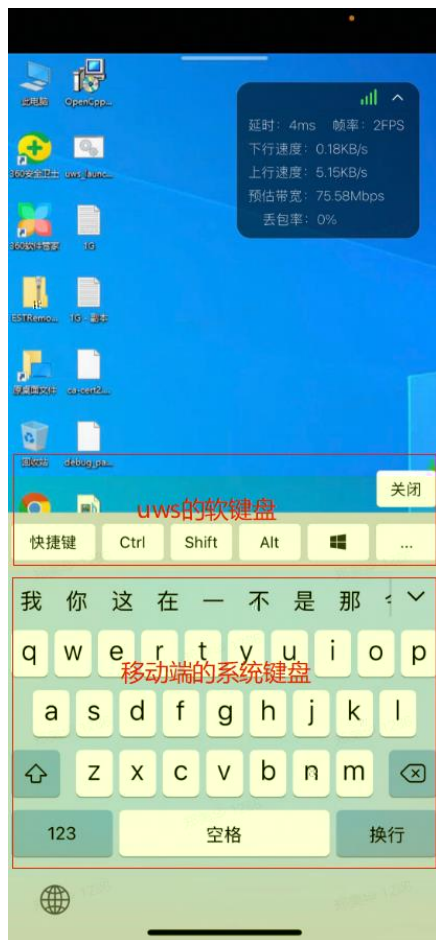 延时：4ms 帧率：2FPS
下行速度：0.18KB/s
上行速度：5.15KB/s
预估带宽：75.58Mbps
丢包率：0%
此电脑 OpenCpp...
360安全卫士 uws_launc...
360软件管家 1G
ESTRemo... 1G - 副本
原桌面文件 ca-cert2...
回收站 debug_pa...
关闭
uws的软键盘
快捷键 Ctrl Shift Alt ...
我 你 这 在 一 不 是 那
q w e r t y u i o p
移动端的系统键盘
a s d f g h j k l
z x c v b n m
123 空格 换行